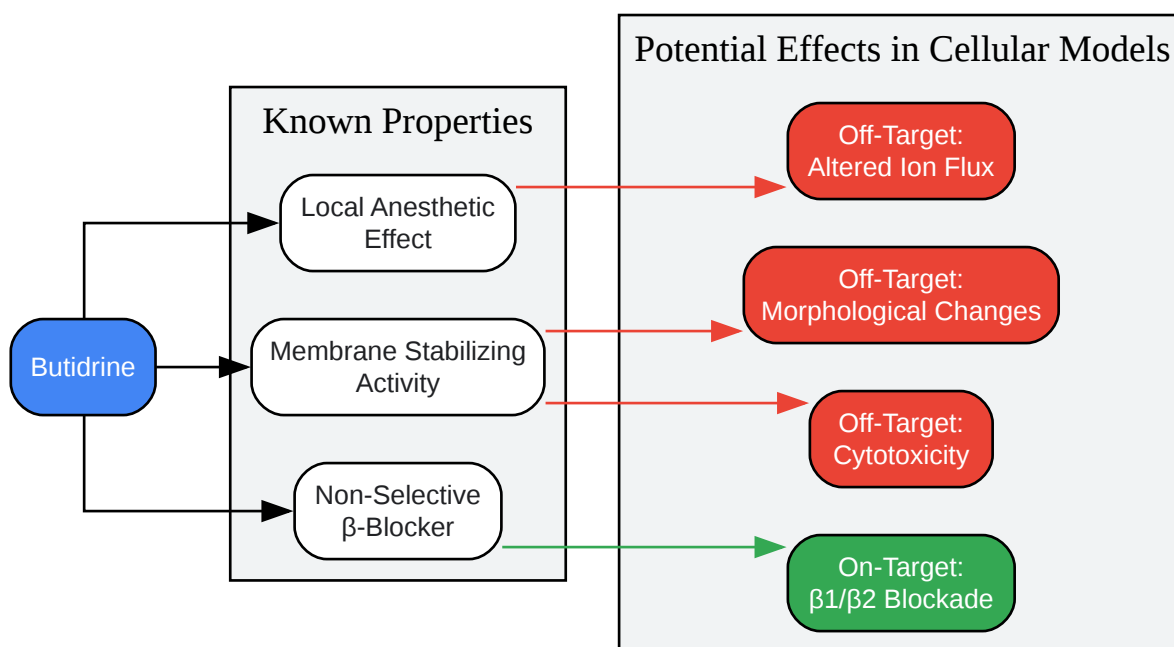 Potential Effects in Cellular Models
Known Properties
Off-Target:
Altered Ion Flux
Local Anesthetic
Effect
Off-Target:
Morphological Changes
Butidrine
Membrane Stabilizing
Activity
Off-Target:
Cytotoxicity
Non-Selective
β-Blocker
On-Target:
β1/β2 Blockade